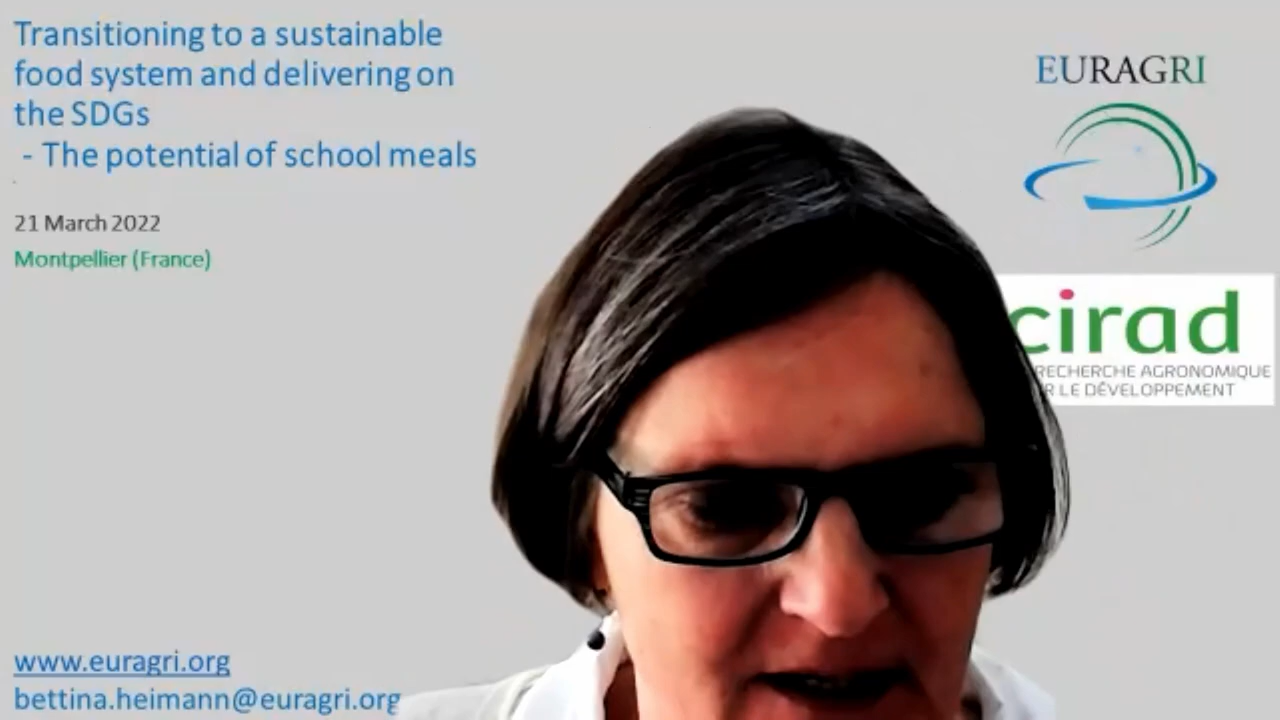 Transitioning to a sustainable
food system and delivering on
the SDGs
- The potential of school meals
21 March 2022
Montpellier (France)
www.euragri.org
bettina.heimann@euragri.org
EURAGRI
cirad
RECHERCHE AGRONOMIQUE
LE DÉVELOPPEMENT